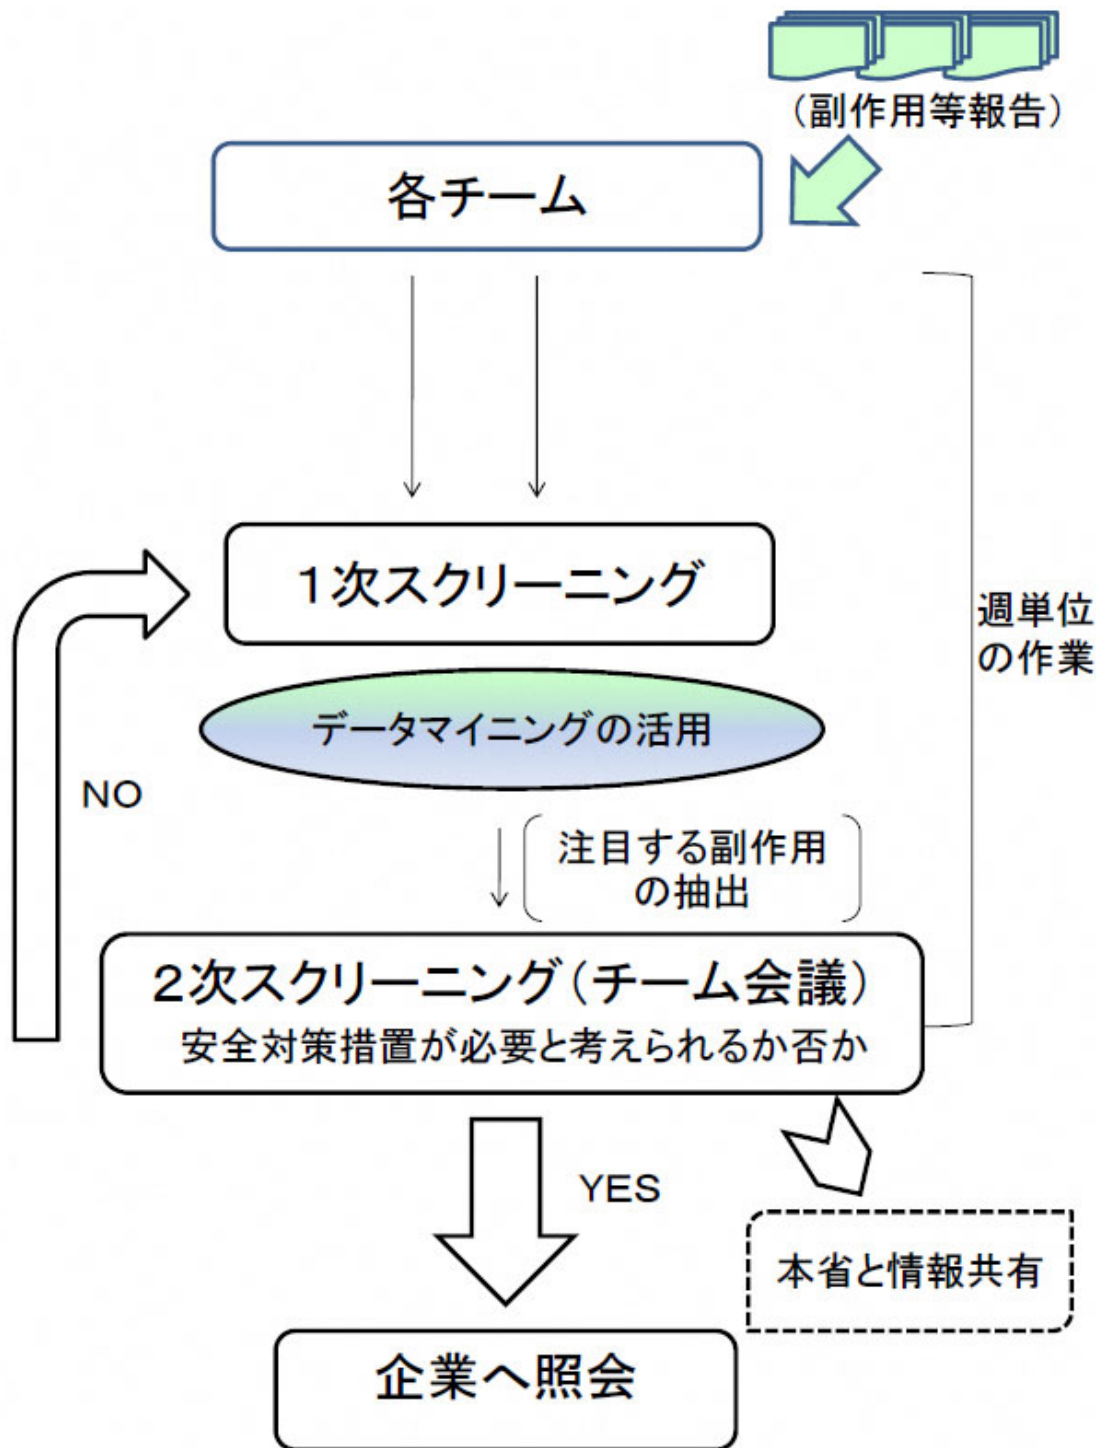 （副作用等報告）
各チーム
１次スクリーニング
週単位
の作業
データマイニングの活用
NO
注目する副作用
の抽出
２次スクリーニング（チーム会議）
安全対策措置が必要と考えられるか否か
YES
本省と情報共有
企業へ照会